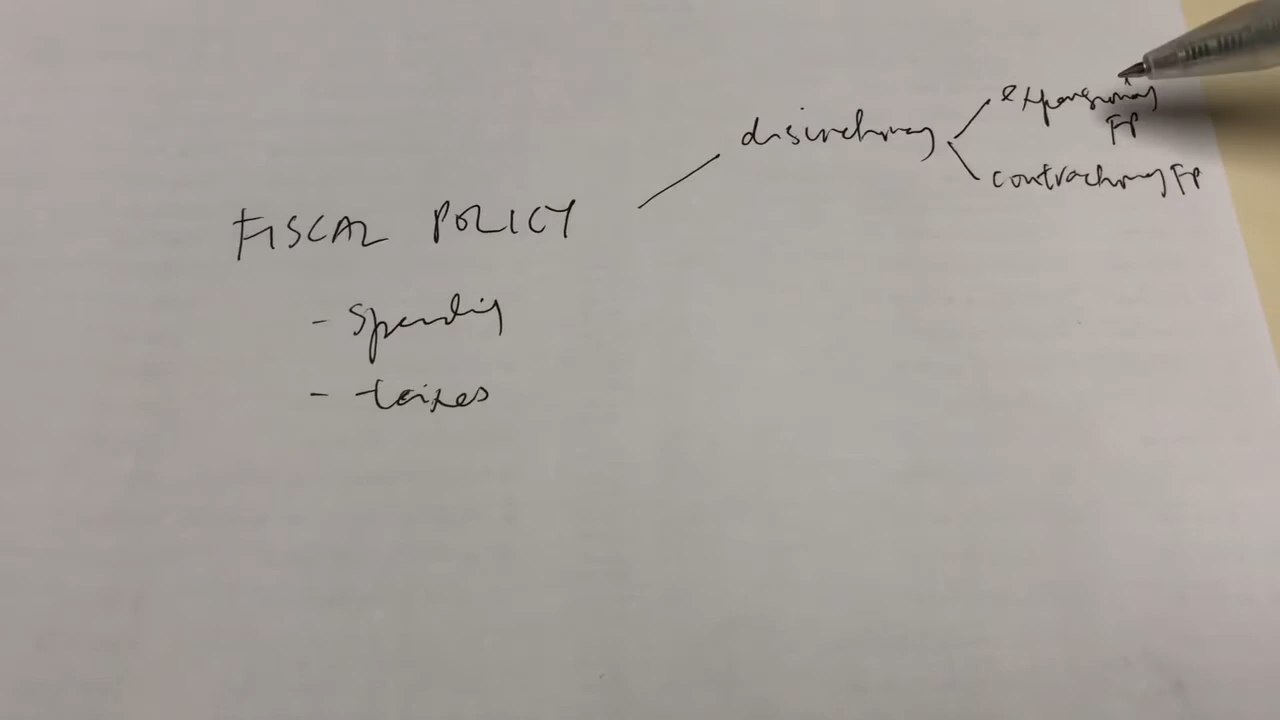 expansionary
FP
discretionary
contractionary FP
FISCAL POLICY
- Spending
- taxes